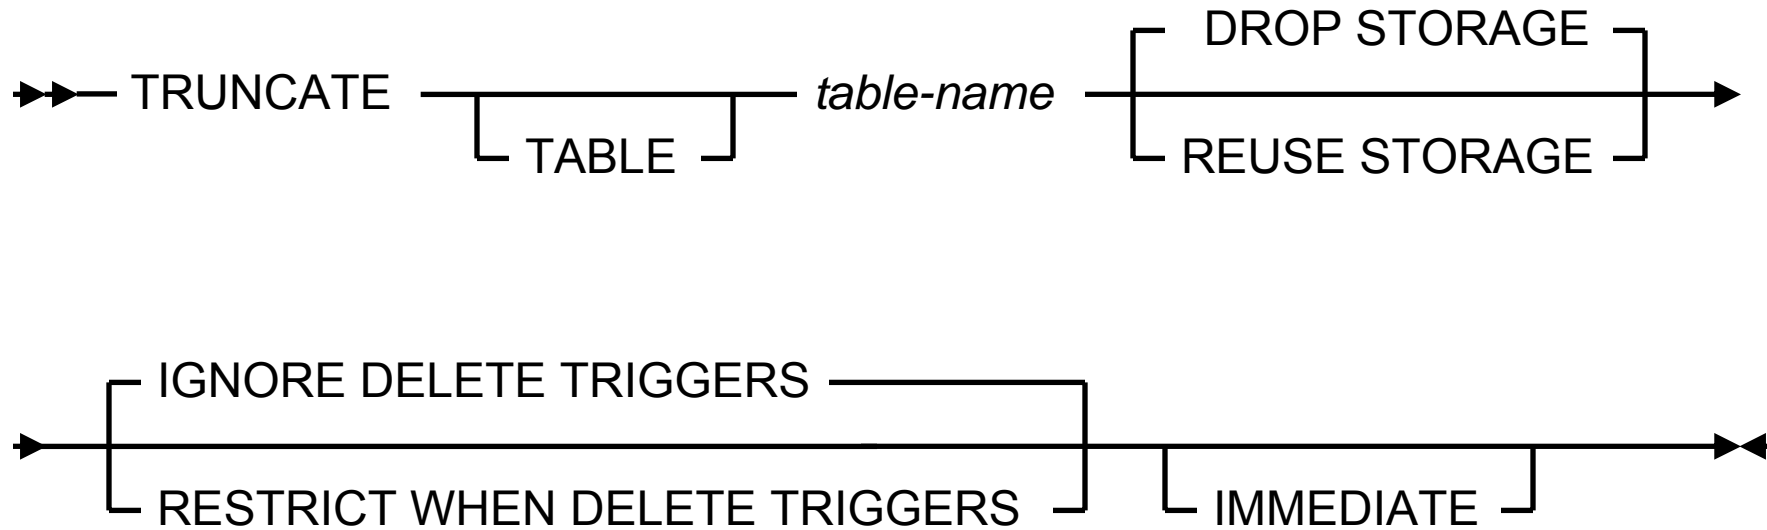 DROP STORAGE
TRUNCATE table-name
TABLE REUSE STORAGE
IGNORE DELETE TRIGGERS
RESTRICT WHEN DELETE TRIGGERS IMMEDIATE